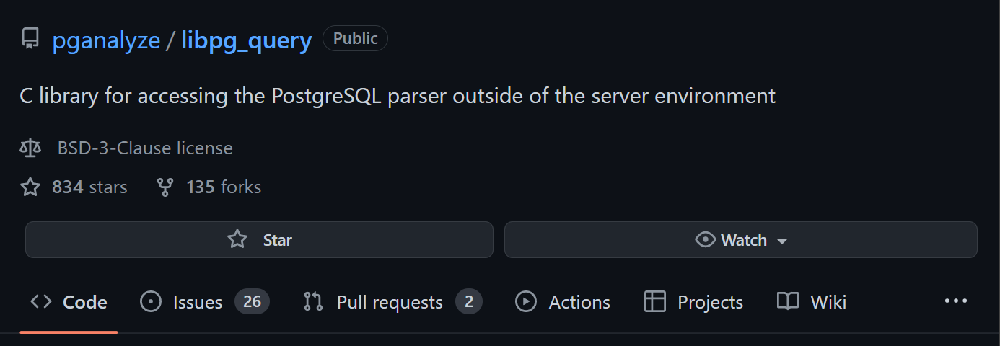 pganalyze / libpg_query Public
C library for accessing the PostgreSQL parser outside of the server environment
BSD-3-Clause license
834 stars 135 forks
Star Watch
Code Issues 26 Pull requests 2 Actions Projects Wiki ...